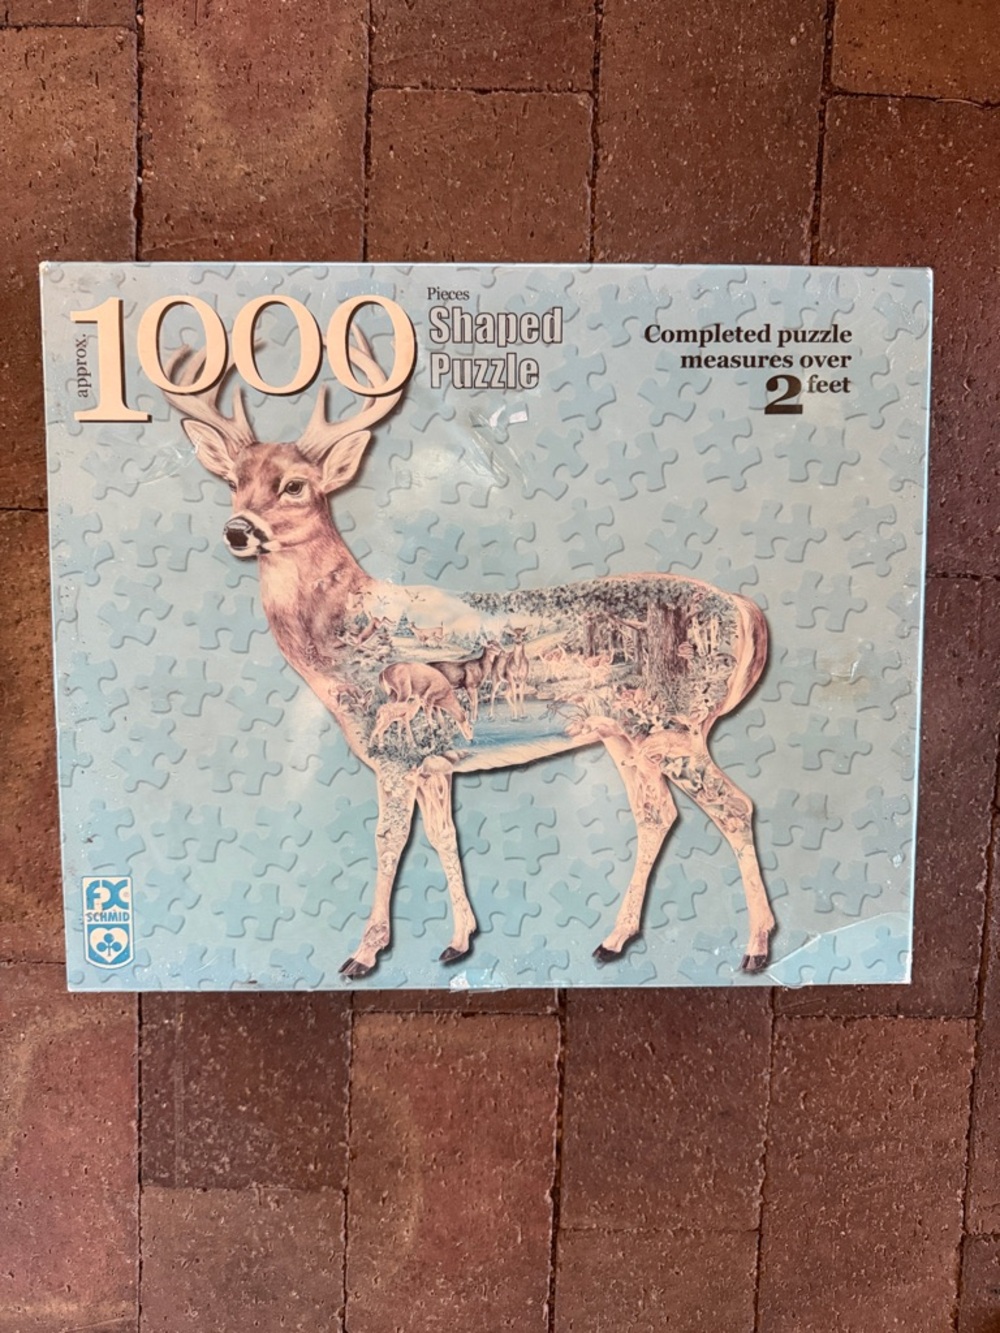 approx.
1000
Pieces
Shaped
Puzzle
Completed puzzle
measures over
2 feet
FX
SCHMID